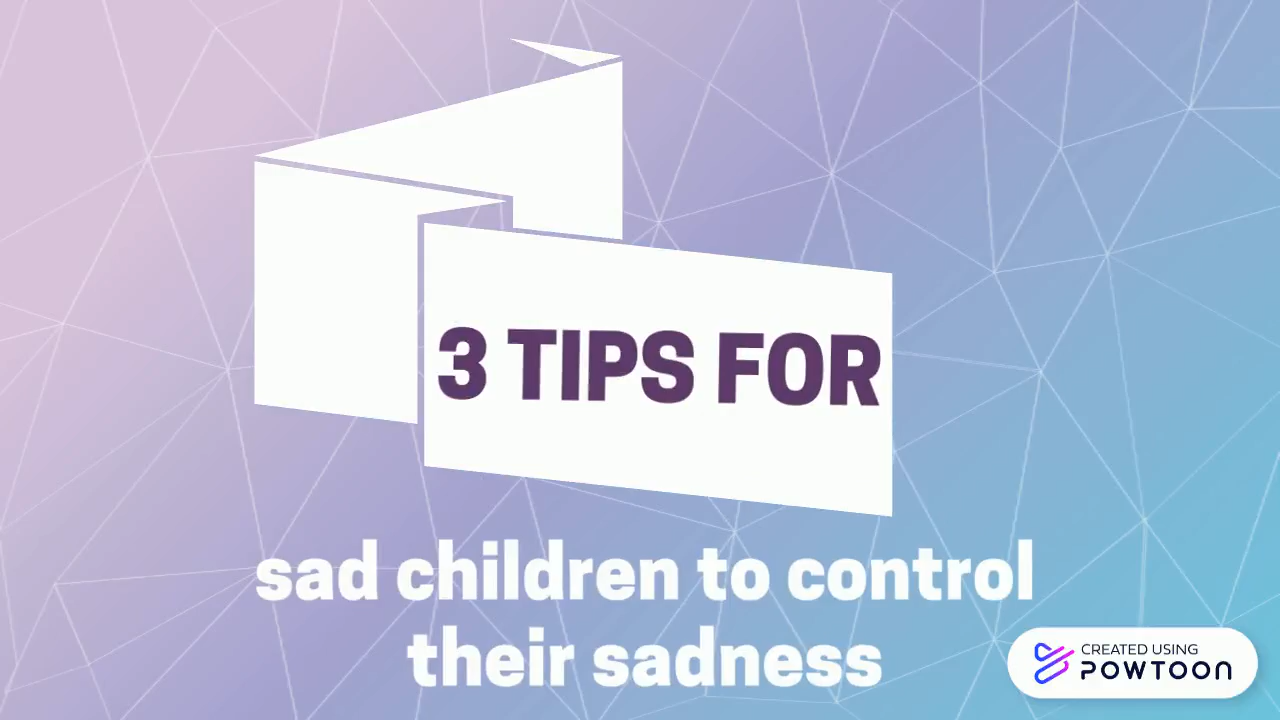 3 TIPS FOR
sad children to control
their sadness
CREATED USING
POWTOON